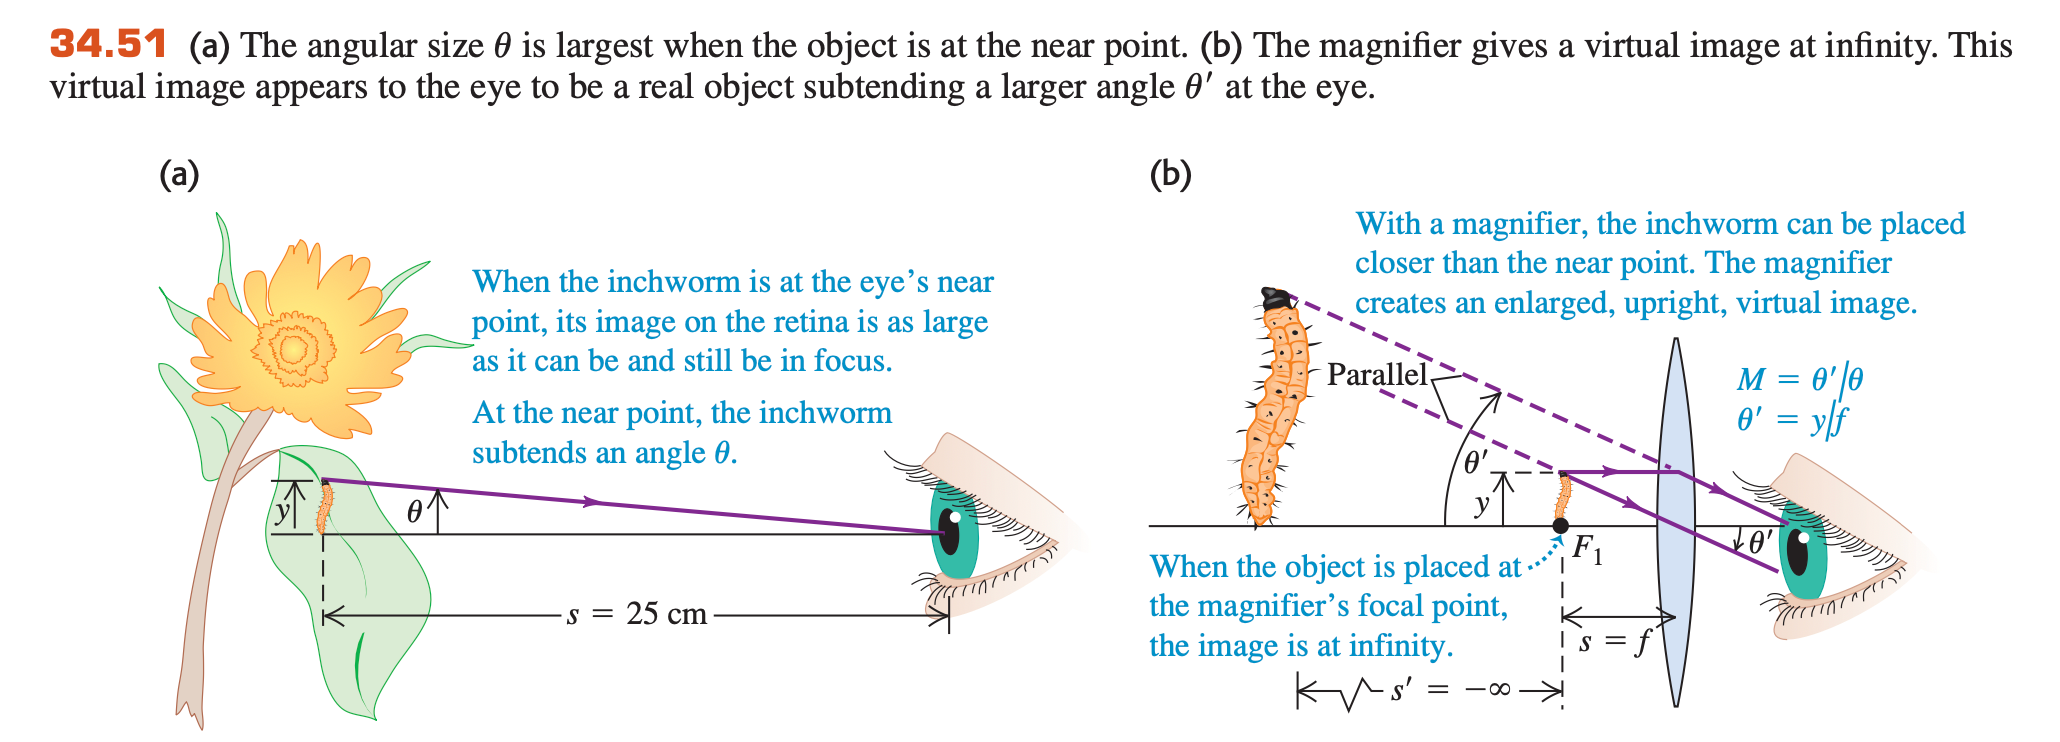 34.51 (a) The angular size θ is largest when the object is at the near point. (b) The magnifier gives a virtual image at infinity. This
virtual image appears to the eye to be a real object subtending a larger angle θ′ at the eye.
(a)
When the inchworm is at the eye’s near
point, its image on the retina is as large
as it can be and still be in focus.
At the near point, the inchworm
subtends an angle θ.
y
θ
s = 25 cm
(b)
With a magnifier, the inchworm can be placed
closer than the near point. The magnifier
creates an enlarged, upright, virtual image.
Parallel
M = θ′/θ
θ′ = y/f
θ′
y
θ′
F₁
When the object is placed at
the magnifier’s focal point,
the image is at infinity.
s = f
s′ = −∞